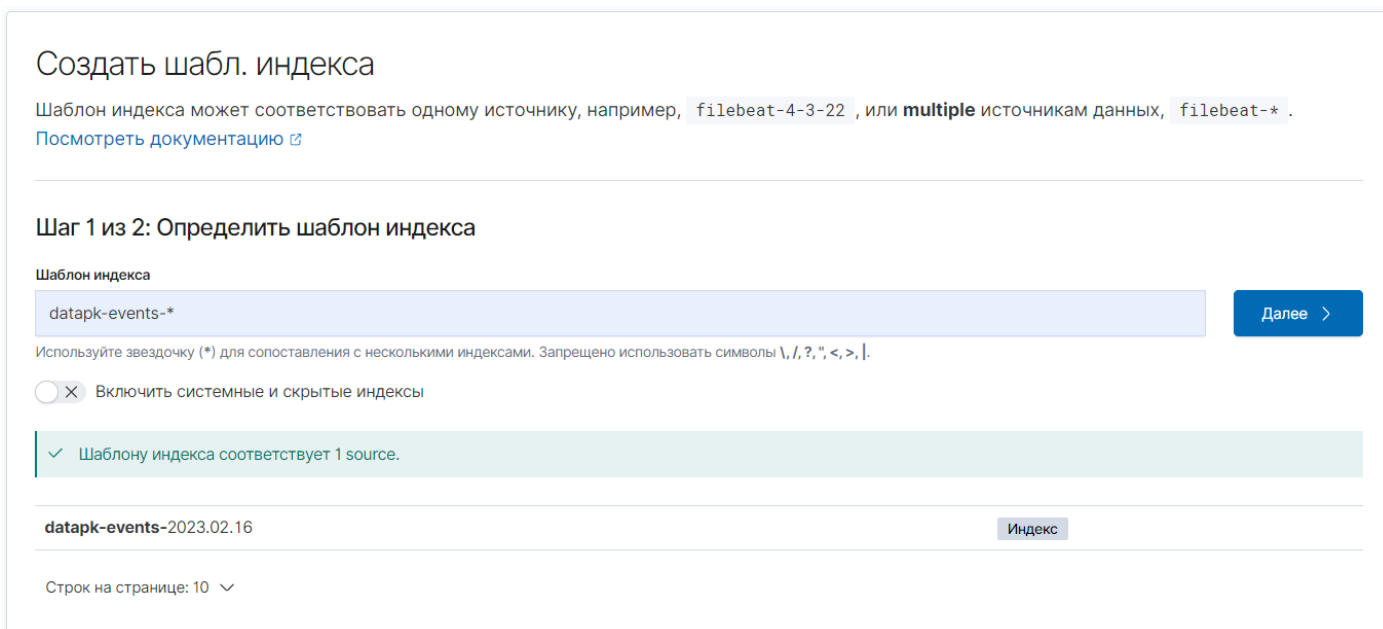 Создать шабл. индекса
Шаблон индекса может соответствовать одному источнику, например, filebeat-4-3-22 , или multiple источникам данных, filebeat-* .
Посмотреть документацию
Шаг 1 из 2: Определить шаблон индекса
Шаблон индекса
datapk-events-*
Далее
Используйте звездочку (*) для сопоставления с несколькими индексами. Запрещено использовать символы \, /, ?, ", <, >, |.
Включить системные и скрытые индексы
Шаблону индекса соответствует 1 source.
datapk-events-2023.02.16 Индекс
Строк на странице: 10